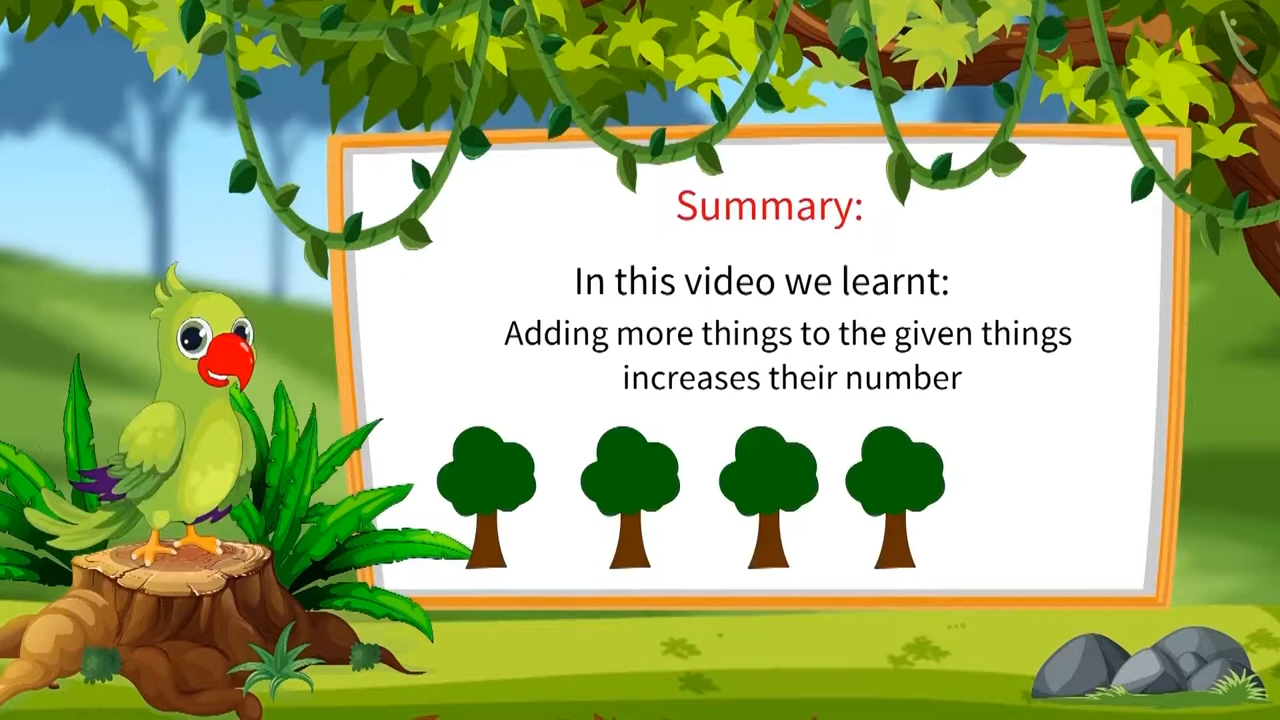 Summary:
In this video we learnt:
Adding more things to the given things
increases their number